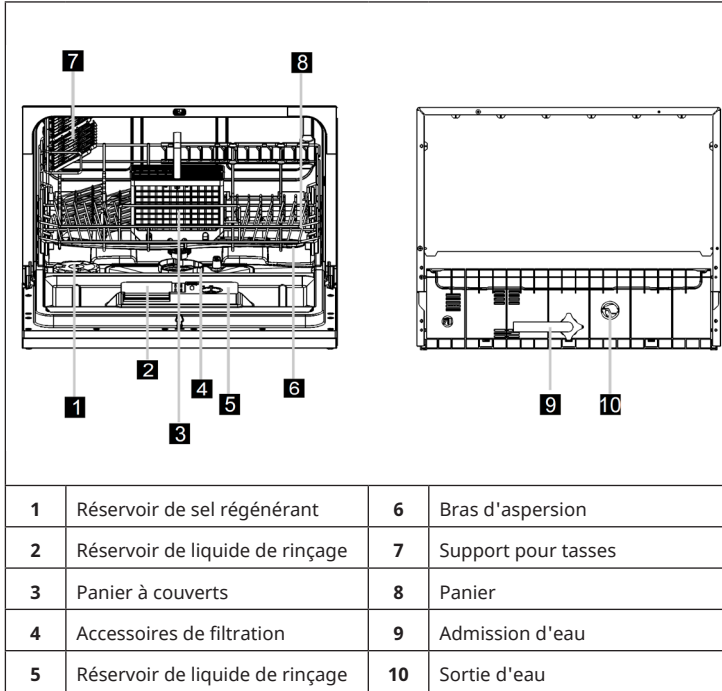 7
8
2
4
6
1
5
9
10
3
1 Réservoir de sel régénérant 6 Bras d'aspersion
2 Réservoir de liquide de rinçage 7 Support pour tasses
3 Panier à couverts 8 Panier
4 Accessoires de filtration 9 Admission d'eau
5 Réservoir de liquide de rinçage 10 Sortie d'eau